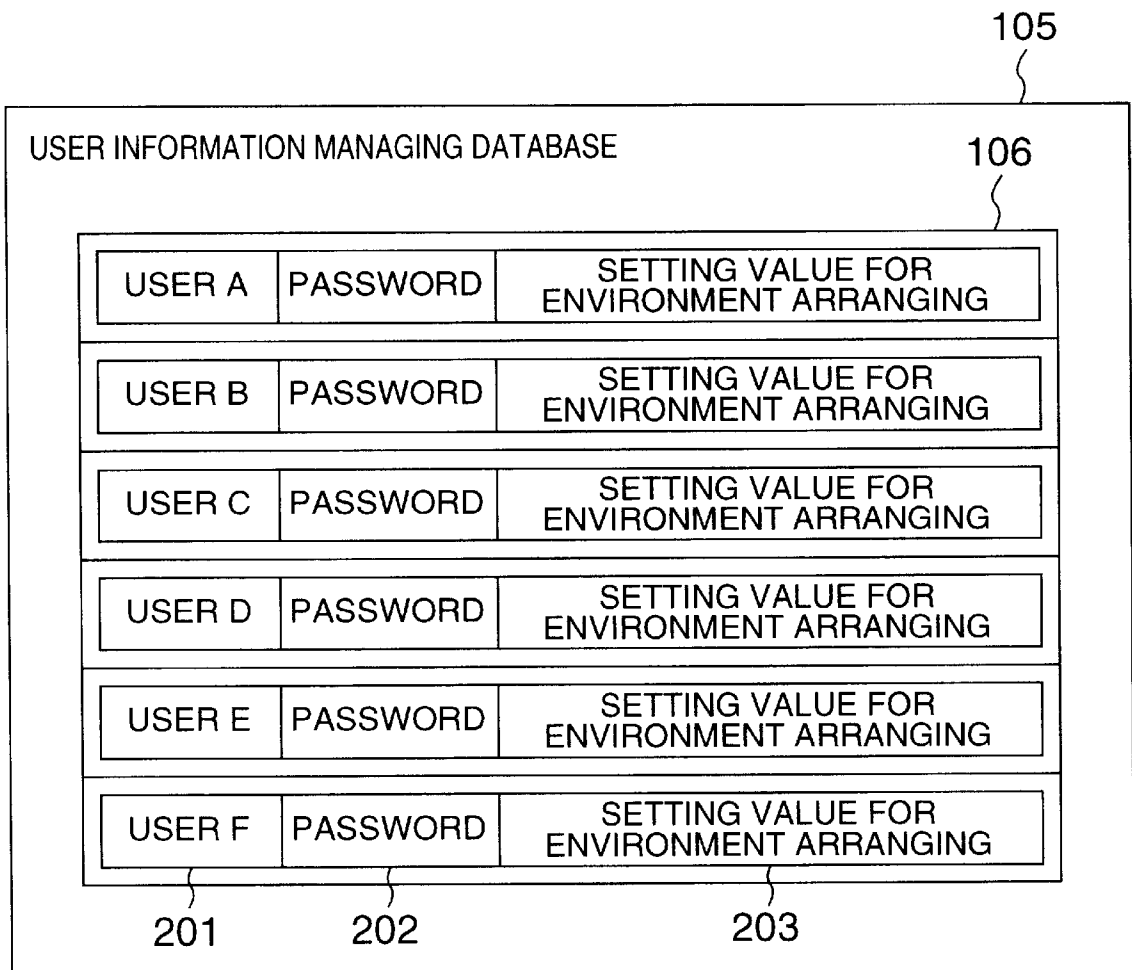 105
USER INFORMATION MANAGING DATABASE
106
USER A PASSWORD SETTING VALUE FOR
ENVIRONMENT ARRANGING
USER B PASSWORD SETTING VALUE FOR
ENVIRONMENT ARRANGING
USER C PASSWORD SETTING VALUE FOR
ENVIRONMENT ARRANGING
USER D PASSWORD SETTING VALUE FOR
ENVIRONMENT ARRANGING
USER E PASSWORD SETTING VALUE FOR
ENVIRONMENT ARRANGING
USER F PASSWORD SETTING VALUE FOR
ENVIRONMENT ARRANGING
201 202 203